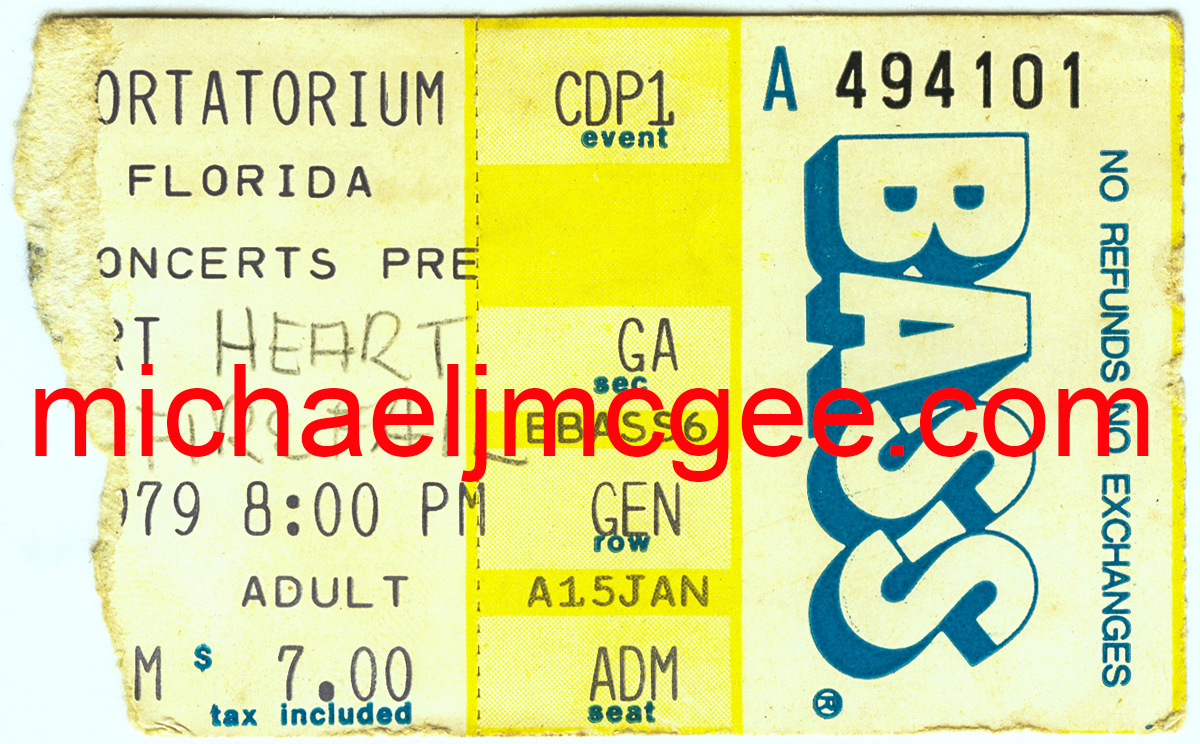 ORTATORIUM
FLORIDA
ONCERTS PRE
RT HEART
979 8:00 PM
ADULT
M $ 7.00
tax included
CDP1
event
GA
sec
EBASS6
GEN
row
A15JAN
ADM
seat
A 494101
BASS
®
NO REFUNDS NO EXCHANGES
michaeljmcgee.com